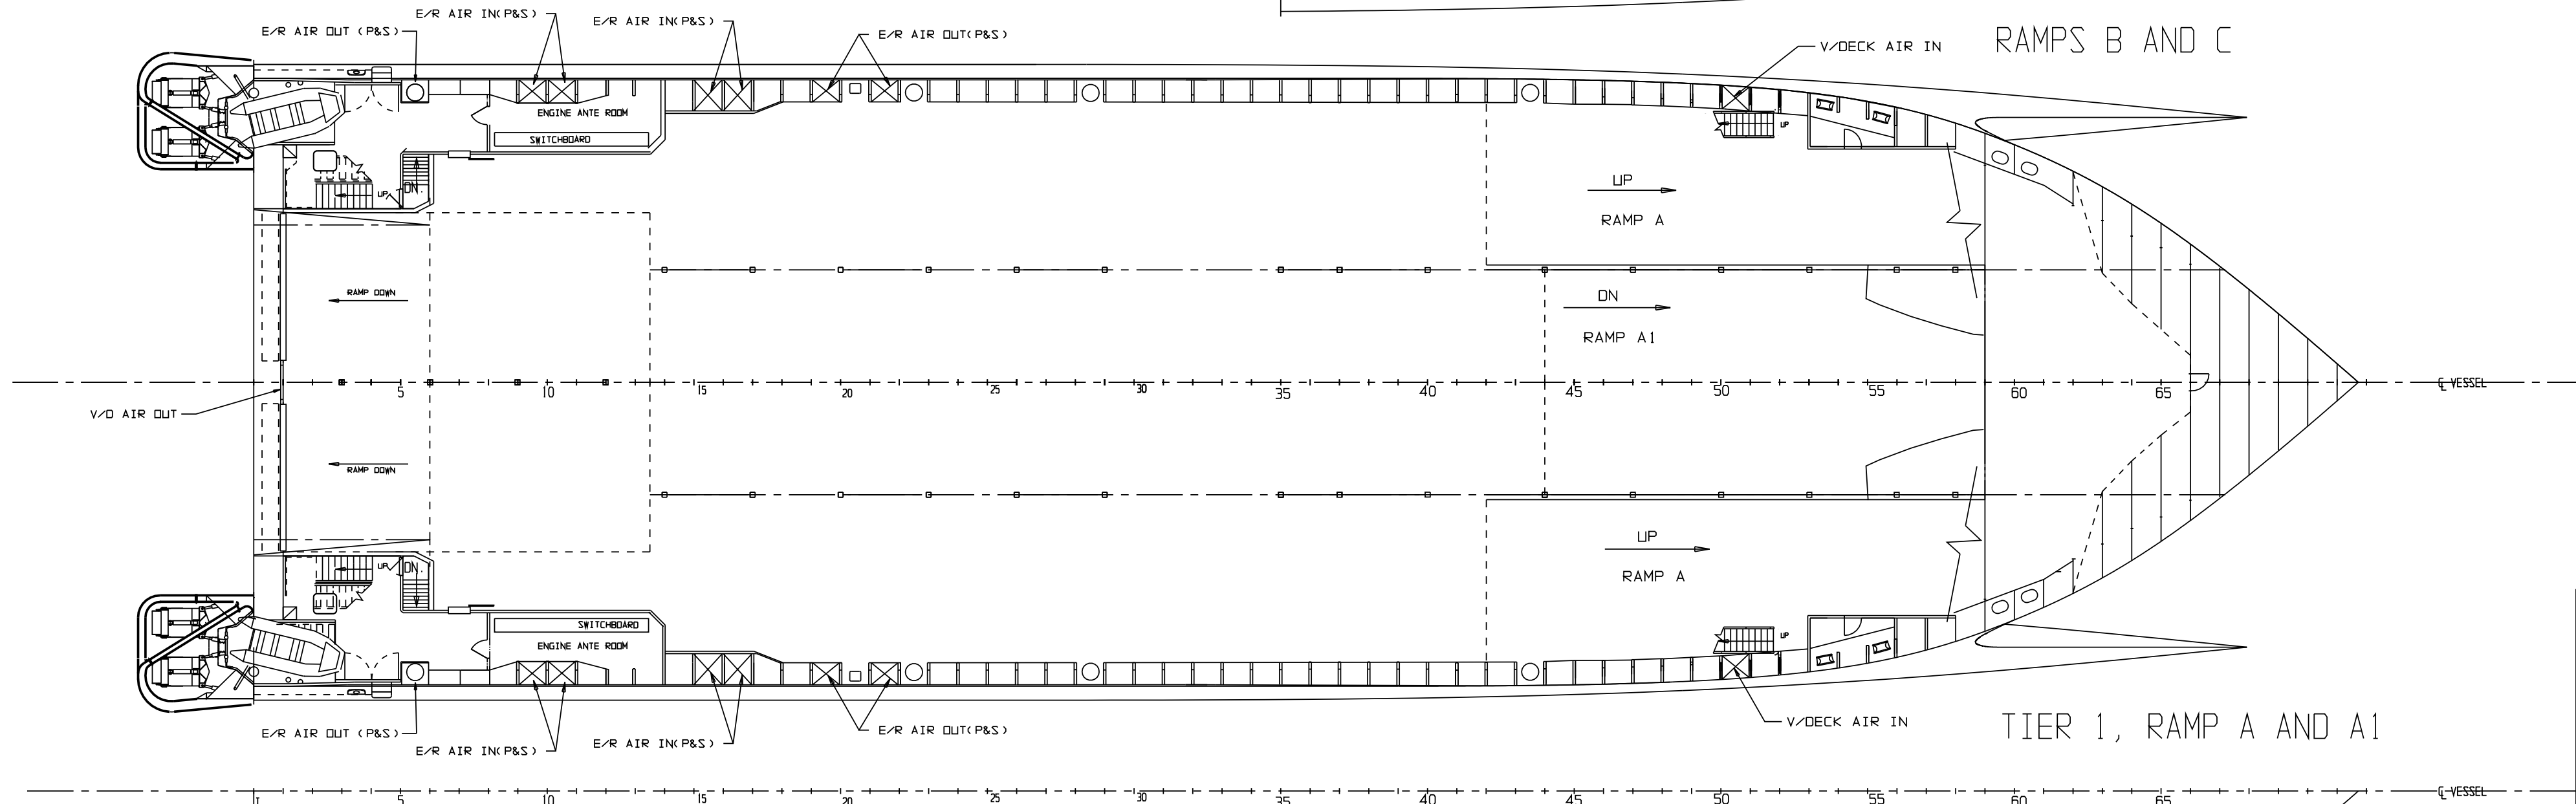 E/R AIR IN(P&S)
E/R AIR IN(P&S)
E/R AIR OUT (P&S)
E/R AIR OUT(P&S)
V/DECK AIR IN
RAMPS B AND C
ENGINE ANTE ROOM
SWITCHBOARD
UP
UP
DN.
UP
RAMP A
RAMP DOWN
DN
RAMP A1
5
10
15
20
25
30
35
40
45
50
55
60
65
℄ VESSEL
V/D AIR OUT
RAMP DOWN
UP
RAMP A
UP
DN.
SWITCHBOARD
ENGINE ANTE ROOM
UP
E/R AIR OUT (P&S)
E/R AIR IN(P&S)
E/R AIR IN(P&S)
E/R AIR OUT(P&S)
V/DECK AIR IN
TIER 1, RAMP A AND A1
5
10
15
20
25
30
35
40
45
50
55
60
65
℄ VESSEL